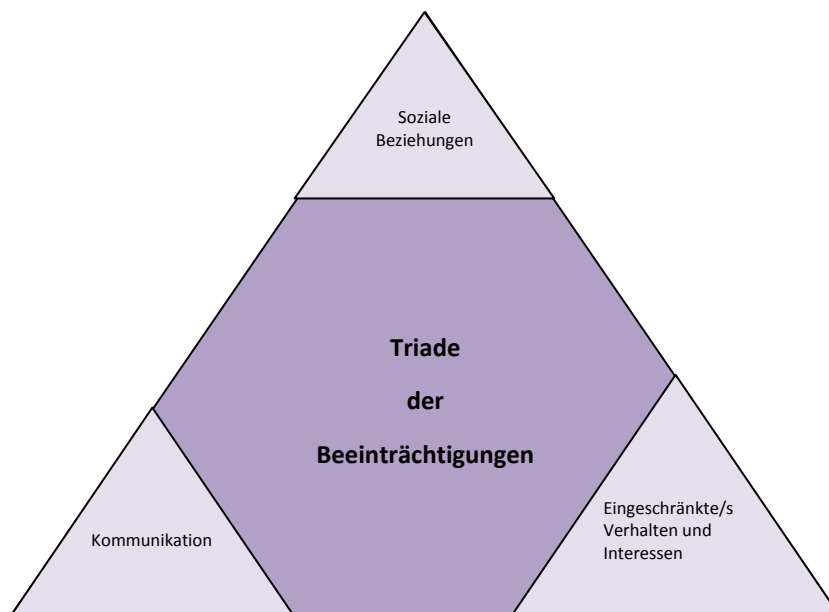 Soziale
Beziehungen
Triade
der
Beeinträchtigungen
Kommunikation
Eingeschränkte/s
Verhalten und
Interessen